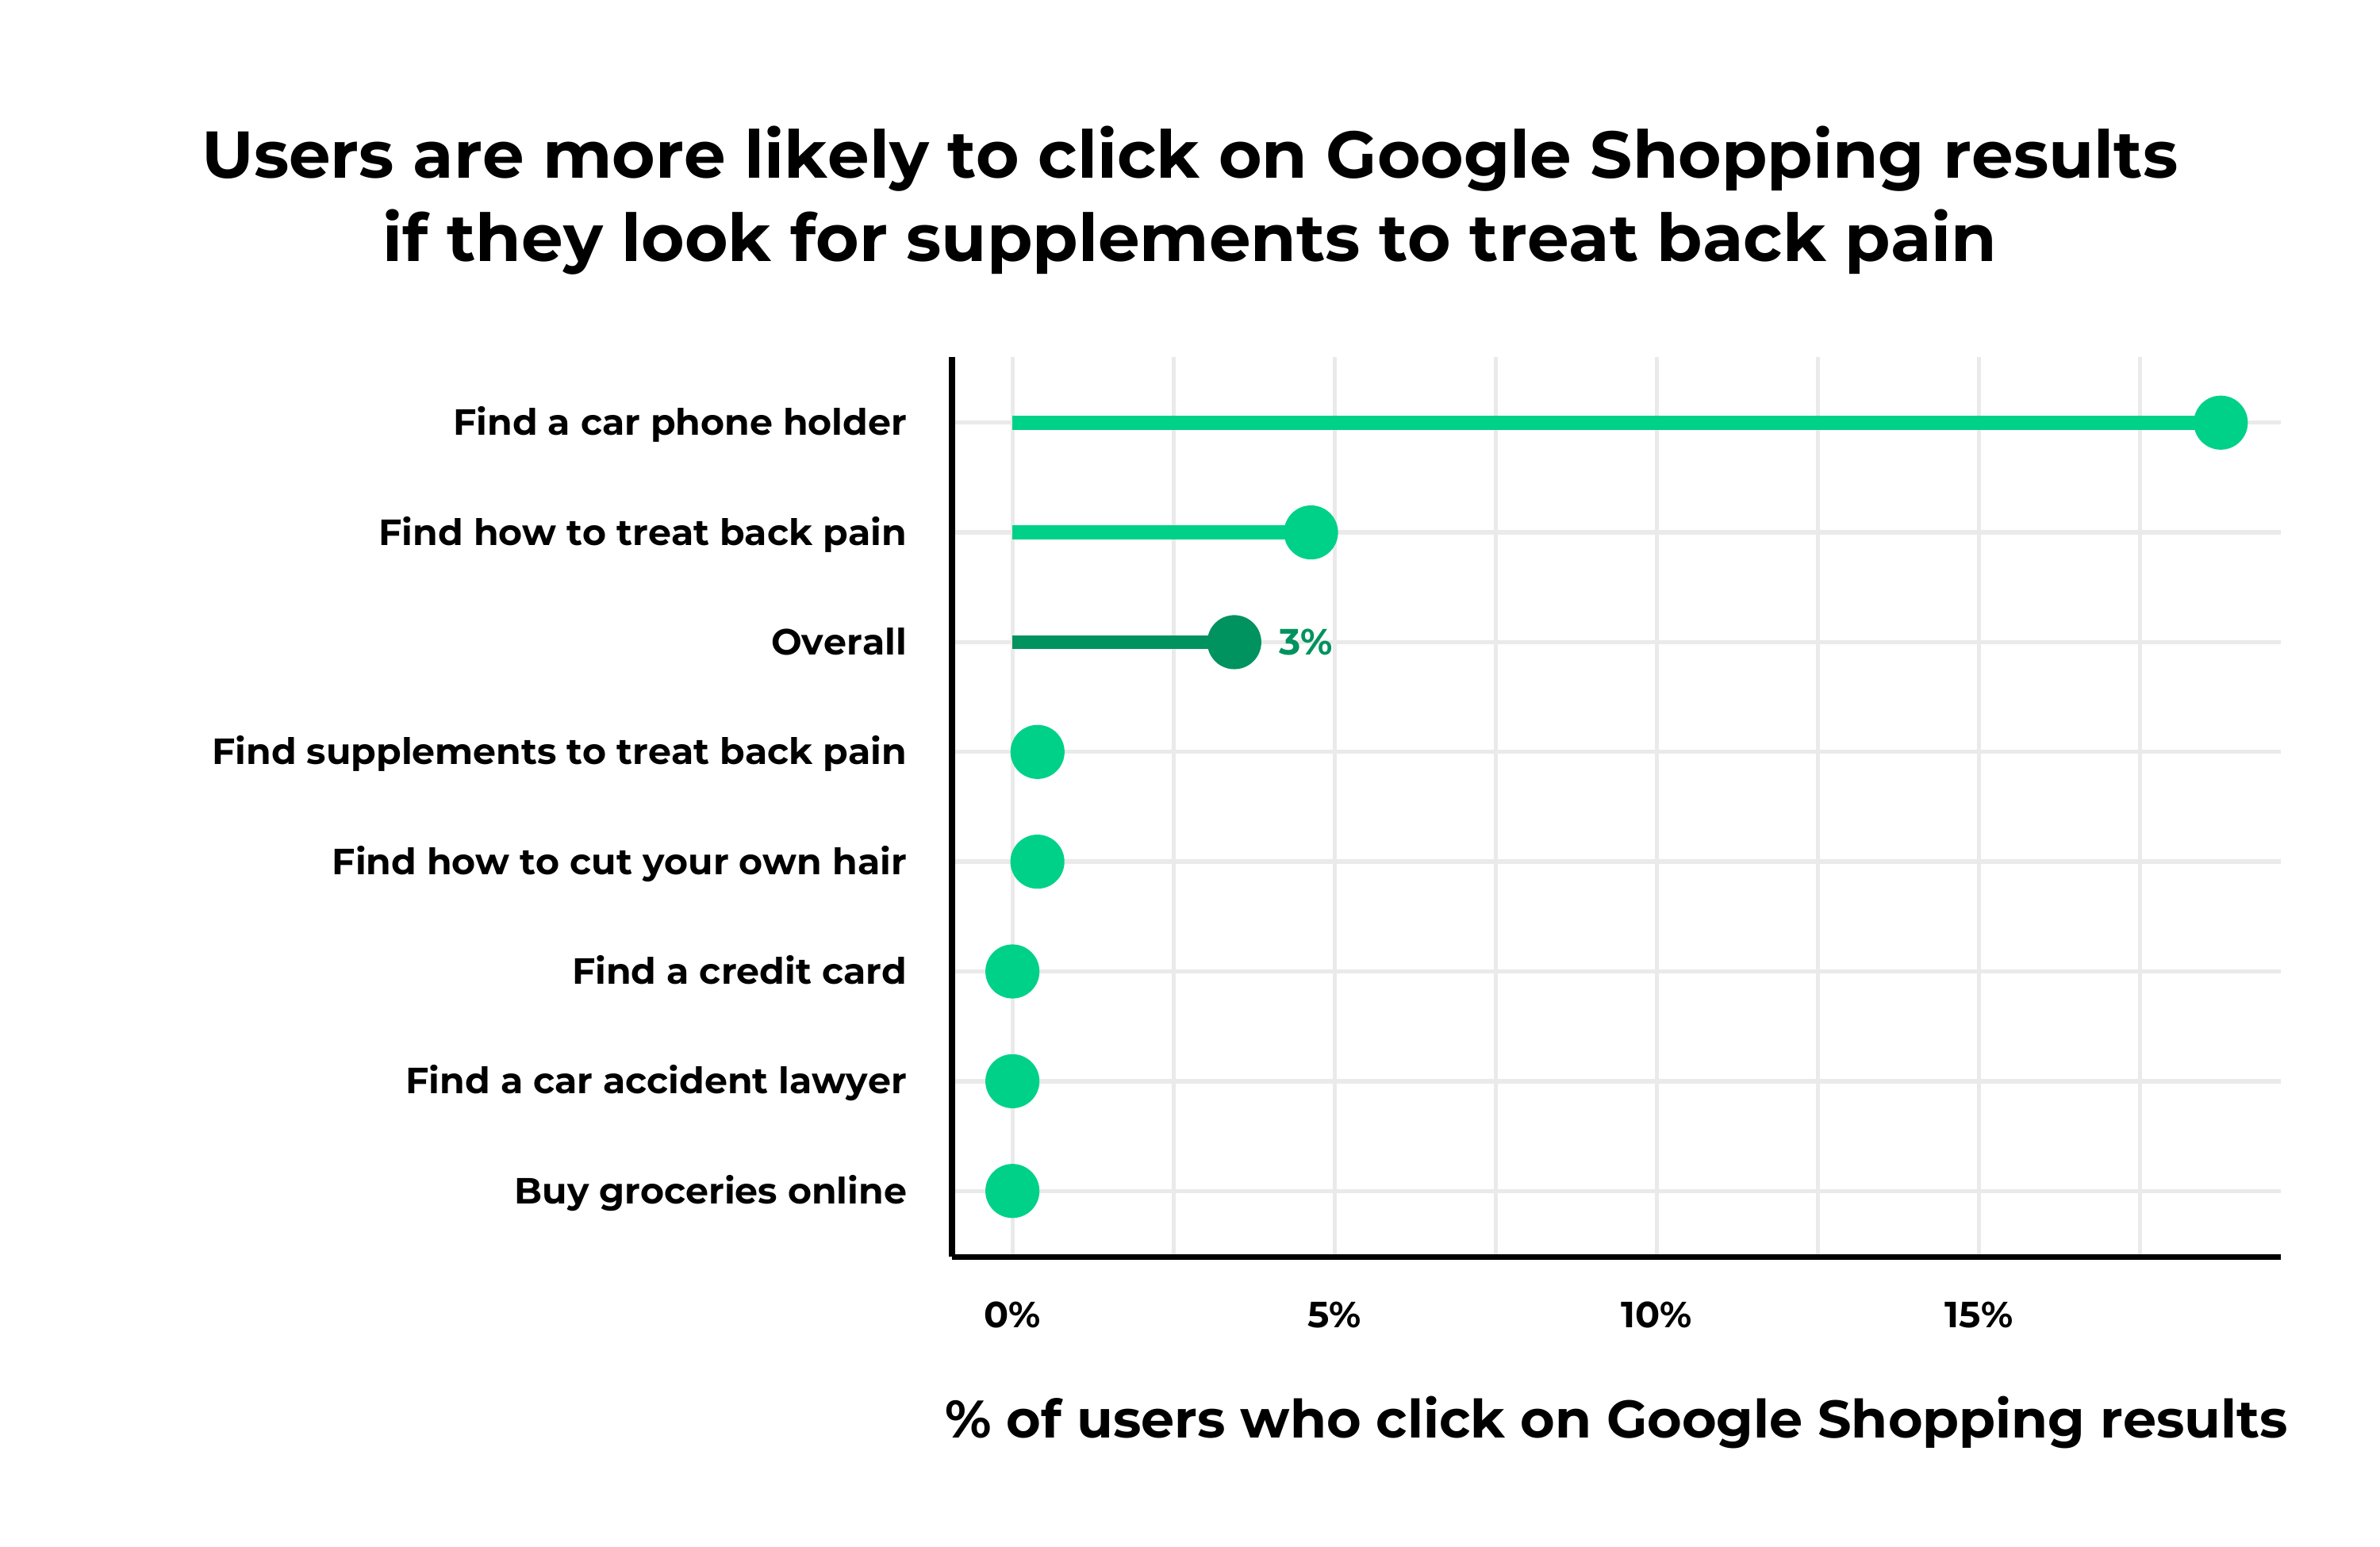 Users are more likely to click on Google Shopping results
if they look for supplements to treat back pain
Find a car phone holder
Find how to treat back pain
Overall
3%
Find supplements to treat back pain
Find how to cut your own hair
Find a credit card
Find a car accident lawyer
Buy groceries online
0%
5%
10%
15%
% of users who click on Google Shopping results